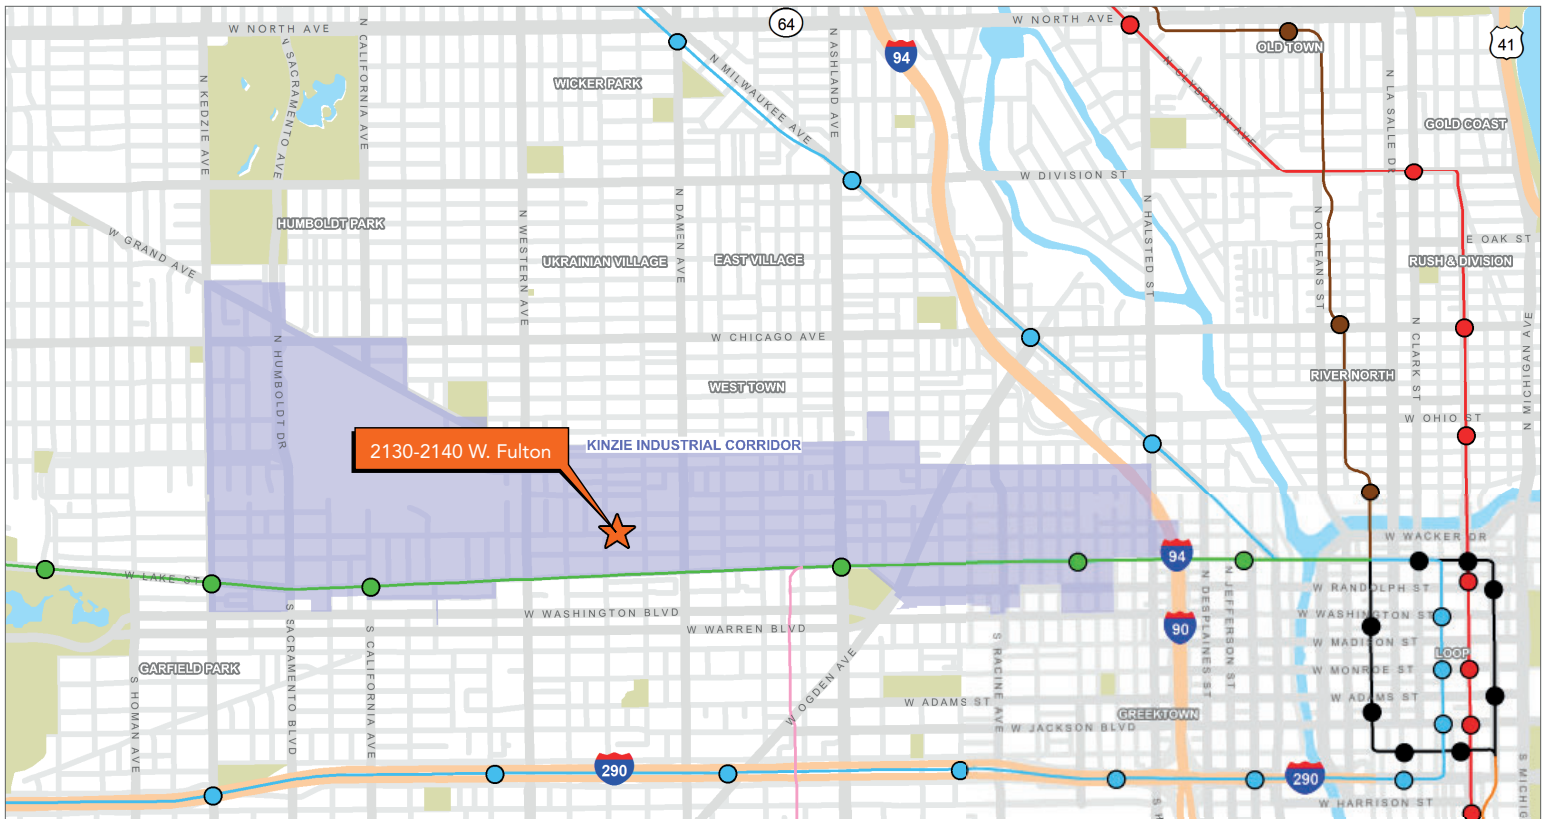 W NORTH AVE
64
W NORTH AVE
OLD TOWN
41
94
N KEDZIE AVE
N SACRAMENTO AVE
N CALIFORNIA AVE
WICKER PARK
N MILWAUKEE AVE
N ASHLAND AVE
N CLYBOURN AVE
N LA SALLE DR
GOLD COAST
W DIVISION ST
HUMBOLDT PARK
W GRAND AVE
N WESTERN AVE
UKRAINIAN VILLAGE
N DAMEN AVE
EAST VILLAGE
N HALSTED ST
N ORLEANS ST
E OAK ST
RUSH & DIVISION
N HUMBOLDT DR
W CHICAGO AVE
WEST TOWN
RIVER NORTH
N CLARK ST
N MICHIGAN AVE
W OHIO ST
2130-2140 W. Fulton
KINZIE INDUSTRIAL CORRIDOR
W WACKER DR
94
W LAKE ST
W RANDOLPH ST
W WASHINGTON BLVD
W WASHINGTON ST
W WARREN BLVD
90
N DESPLAINES ST
N JEFFERSON ST
W MADISON ST
LOOP
GARFIELD PARK
S HOMAN AVE
S SACRAMENTO BLVD
S CALIFORNIA AVE
W OGDEN AVE
S RACINE AVE
W MONROE ST
W ADAMS ST
W ADAMS ST
GREEKTOWN
W JACKSON BLVD
290
290
S MICHIG
W HARRISON ST
S H